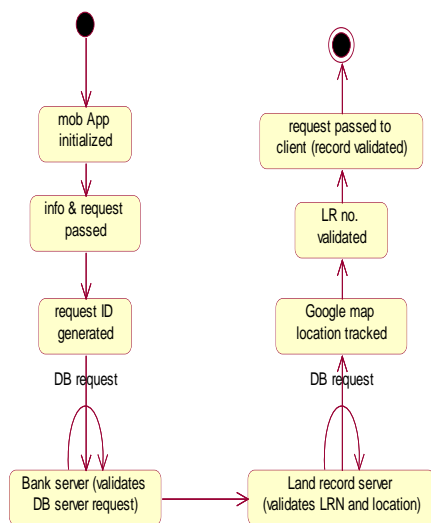 mob App
initialized
info & request
passed
request ID
generated
DB request
Bank server (validates
DB server request)
request passed to
client (record validated)
LR no.
validated
Google map
location tracked
DB request
Land record server
(validates LRN and location)